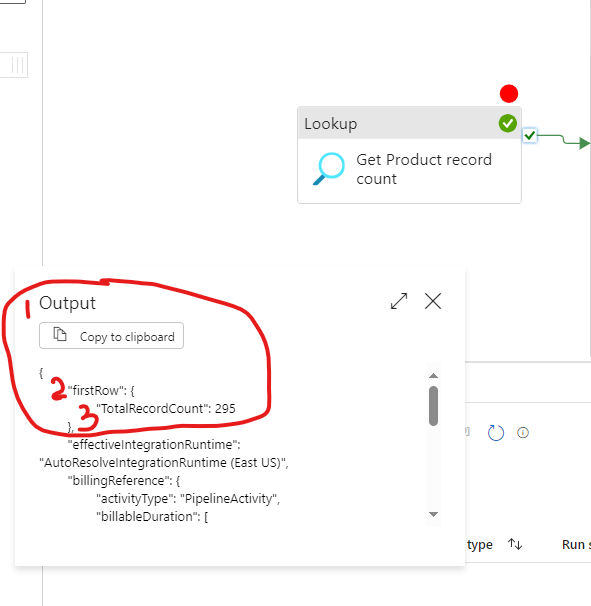 Lookup
Get Product record
count
1 Output
Copy to clipboard
{
2 "firstRow": {
3 "TotalRecordCount": 295
},
"effectiveIntegrationRuntime":
"AutoResolveIntegrationRuntime (East US)",
"billingReference": {
"activityType": "PipelineActivity",
"billableDuration": [
type
Run s